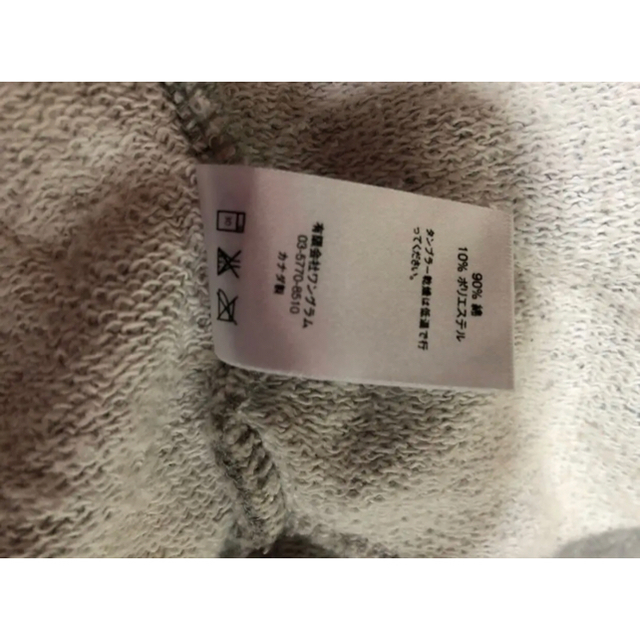 90% 綿
10% ポリエステル
タンブラー乾燥は低温で行
ってください。
有限会社ワングラム
03-5770-8510
カナダ製